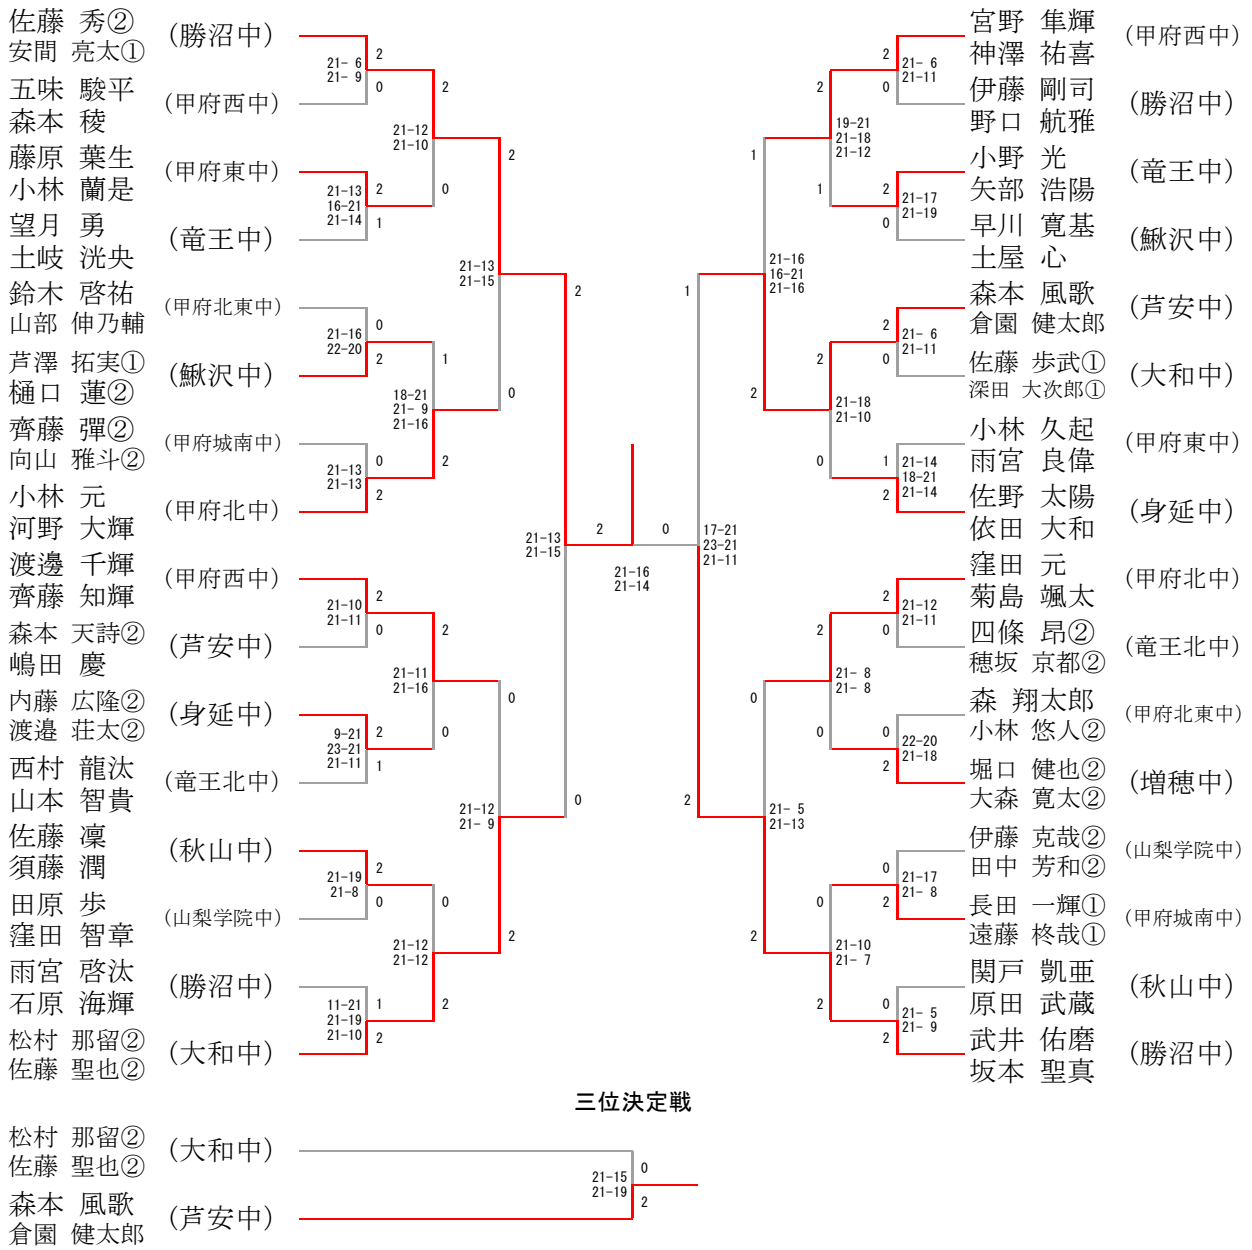 佐藤 秀②
安間 亮太①
(勝沼中)
五味 駿平
森本 稜
(甲府西中)
藤原 葉生
小林 蘭是
(甲府東中)
望月 勇
土岐 洸央
(竜王中)
鈴木 啓祐
山部 伸乃輔
(甲府北東中)
芦澤 拓実①
樋口 蓮②
(鰍沢中)
齊藤 彈②
向山 雅斗②
(甲府城南中)
小林 元
河野 大輝
(甲府北中)
渡邊 千輝
齊藤 知輝
(甲府西中)
森本 天詩②
嶋田 慶
(芦安中)
内藤 広隆②
渡邉 荘太②
(身延中)
西村 龍汰
山本 智貴
(竜王北中)
佐藤 凜
須藤 潤
(秋山中)
田原 歩
窪田 智章
(山梨学院中)
雨宮 啓汰
石原 海輝
(勝沼中)
松村 那留②
佐藤 聖也②
(大和中)
21- 6
21- 9
2
0
21-13
16-21
21-14
2
1
21-16
22-20
0
2
21-13
21-13
0
2
21-10
21-11
2
0
9-21
23-21
21-11
2
1
21-19
21-8
2
0
11-21
21-19
21-10
1
2
21-12
21-10
2
0
18-21
21- 9
21-16
1
2
21-11
21-16
2
0
21-12
21-12
0
2
21-13
21-15
2
0
21-12
21- 9
0
2
21-13
21-15
2
0
2
0
21-16
21-14
17-21
23-21
21-11
1
2
21-16
16-21
21-16
1
2
21- 5
21-13
0
2
19-21
21-18
21-12
2
1
21-18
21-10
2
0
21- 8
21- 8
2
0
21-10
21- 7
0
2
2
0
21- 6
21-11
2
0
21-17
21-19
2
0
21- 6
21-11
1
2
21-14
18-21
21-14
2
0
21-12
21-11
0
2
22-20
21-18
0
2
21-17
21- 8
0
2
21- 5
21- 9
宮野 隼輝
神澤 祐喜
(甲府西中)
伊藤 剛司
野口 航雅
(勝沼中)
小野 光
矢部 浩陽
(竜王中)
早川 寛基
土屋 心
(鰍沢中)
森本 風歌
倉園 健太郎
(芦安中)
佐藤 歩武①
深田 大次郎①
(大和中)
小林 久起
雨宮 良偉
(甲府東中)
佐野 太陽
依田 大和
(身延中)
窪田 元
菊島 颯太
(甲府北中)
四條 昂②
穂坂 京都②
(竜王北中)
森 翔太郎
小林 悠人②
(甲府北東中)
堀口 健也②
大森 寛太②
(増穂中)
伊藤 克哉②
田中 芳和②
(山梨学院中)
長田 一輝①
遠藤 柊哉①
(甲府城南中)
関戸 凱亜
原田 武蔵
(秋山中)
武井 佑磨
坂本 聖真
(勝沼中)
三位決定戦
松村 那留②
佐藤 聖也②
(大和中)
森本 風歌
倉園 健太郎
(芦安中)
21-15
21-19
0
2